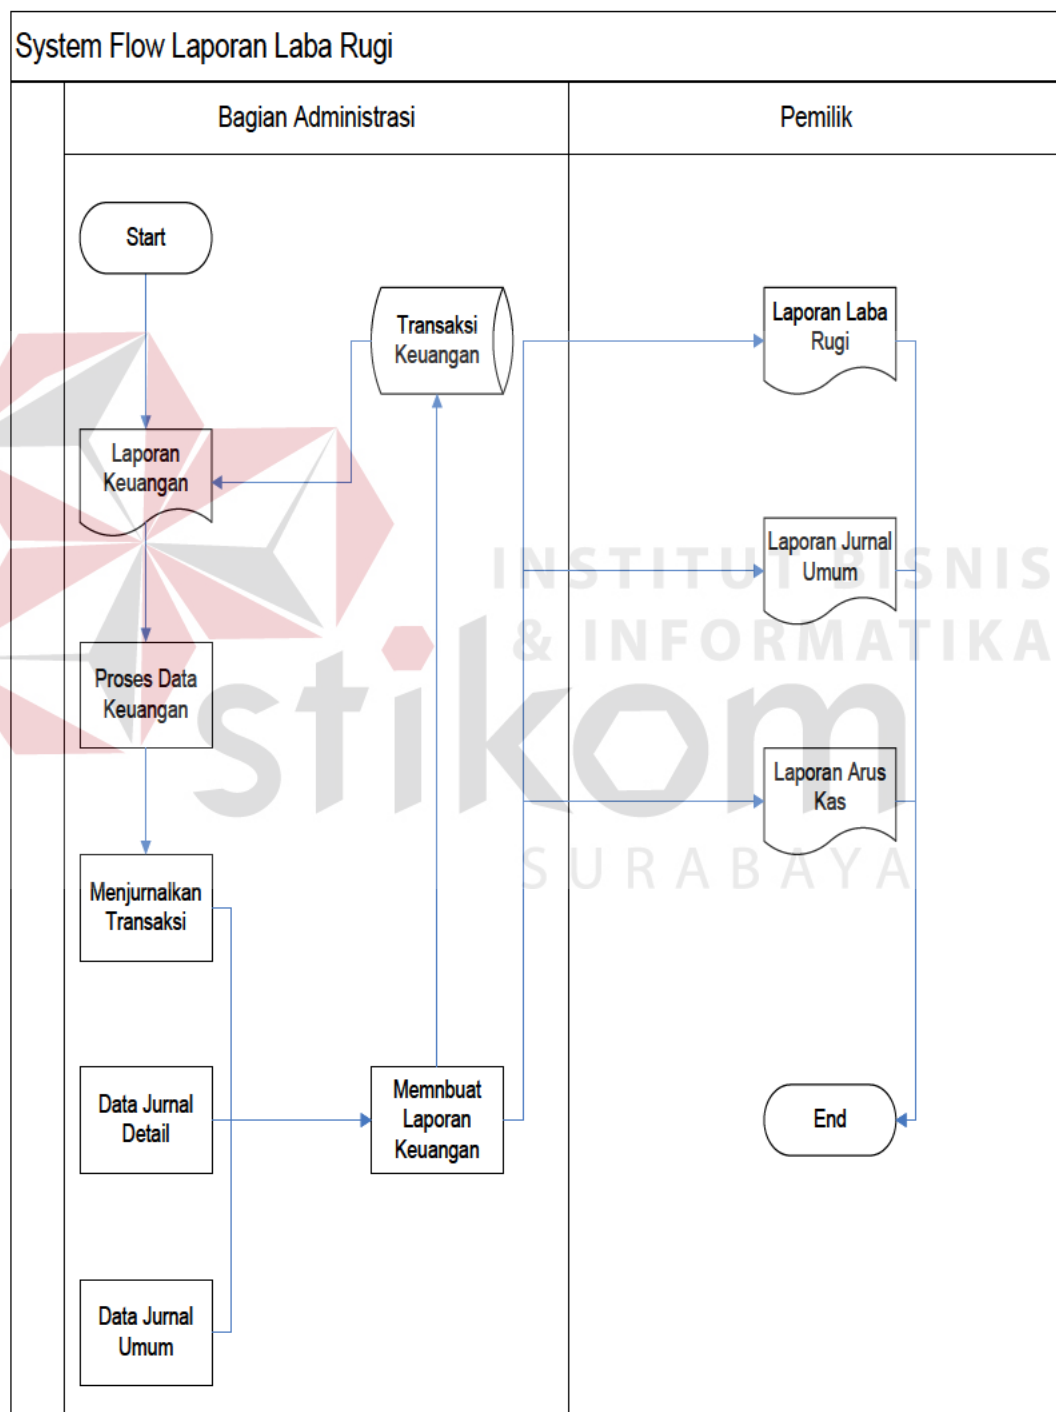 System Flow Laporan Laba Rugi
Bagian Administrasi
Pemilik
Start
Transaksi
Keuangan
Laporan Laba
Rugi
Laporan
Keuangan
Laporan Jurnal
Umum
INSTITUT BISNIS
& INFORMATIKA
stikom
SURABAYA
Proses Data
Keuangan
Laporan Arus
Kas
Menjurnalkan
Transaksi
Data Jurnal
Detail
Memnbuat
Laporan
Keuangan
End
Data Jurnal
Umum